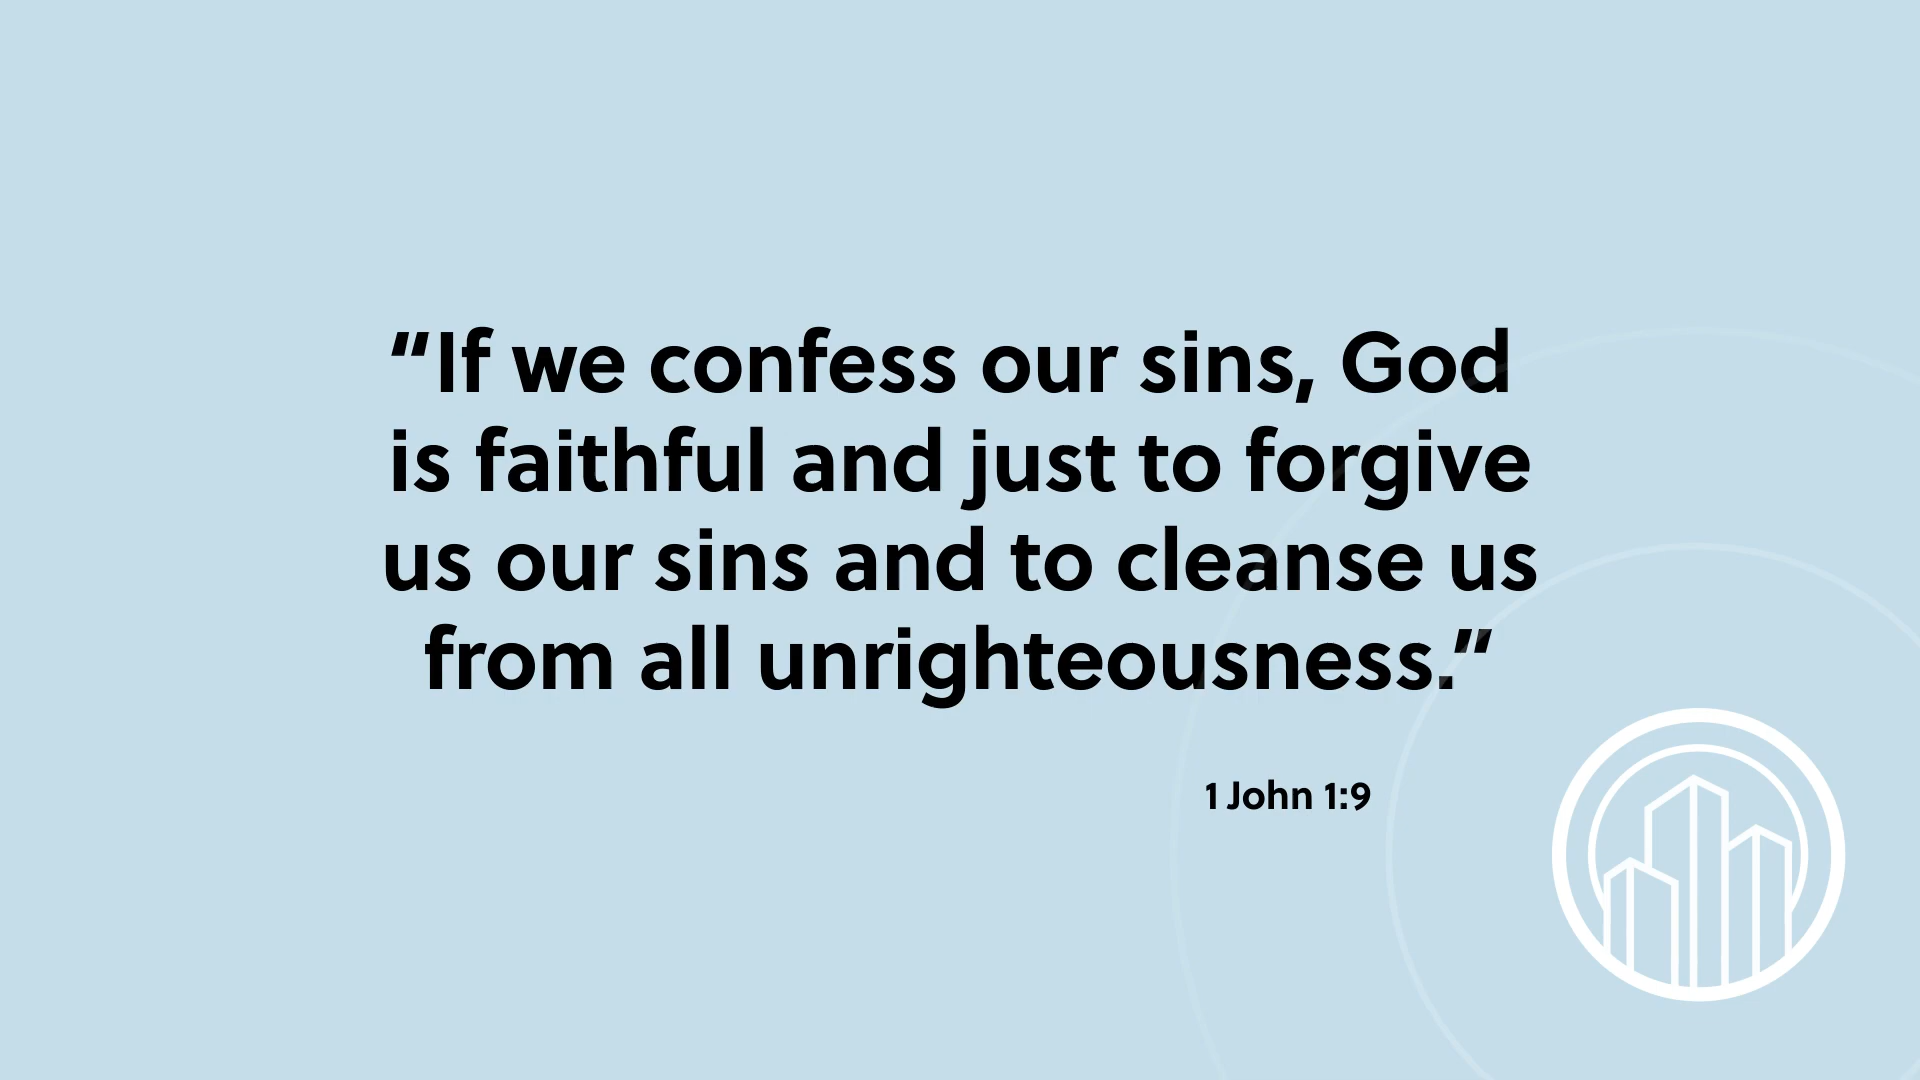 “If we confess our sins, God
is faithful and just to forgive
us our sins and to cleanse us
from all unrighteousness.”
1 John 1:9